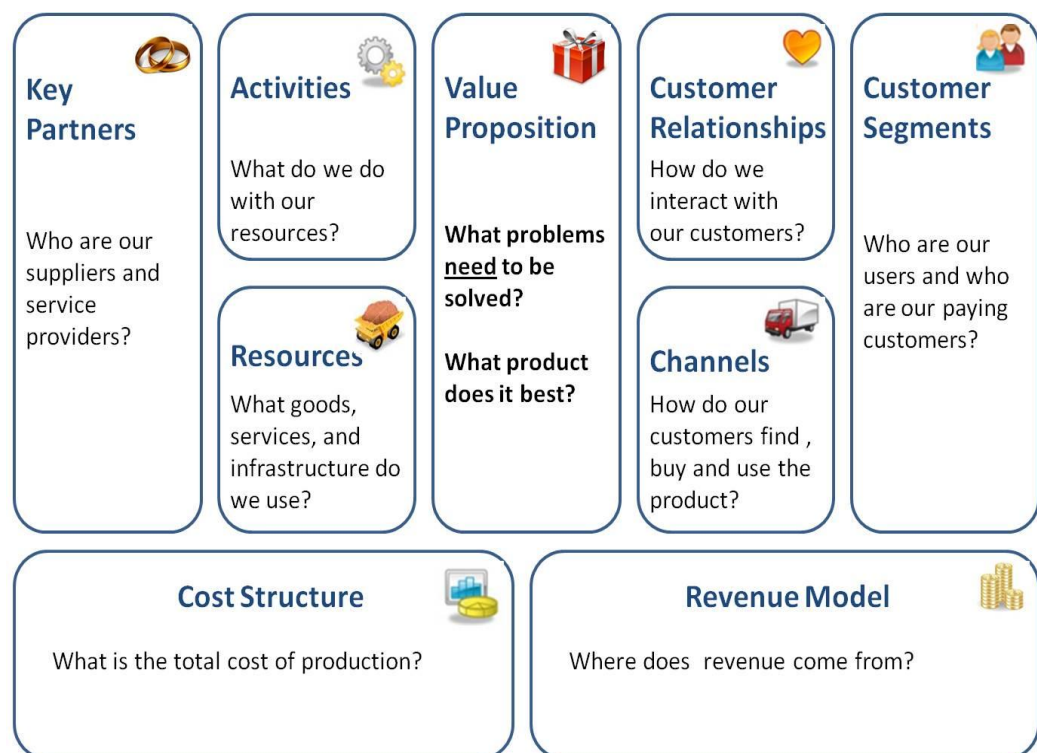 Key
Partners
Who are our
suppliers and
service
providers?
Activities
What do we do
with our
resources?
Resources
What goods,
services, and
infrastructure do
we use?
Value
Proposition
What problems
need to be
solved?
What product
does it best?
Customer
Relationships
How do we
interact with
our customers?
Channels
How do our
customers find ,
buy and use the
product?
Customer
Segments
Who are our
users and who
are our paying
customers?
Cost Structure
What is the total cost of production?
Revenue Model
Where does revenue come from?